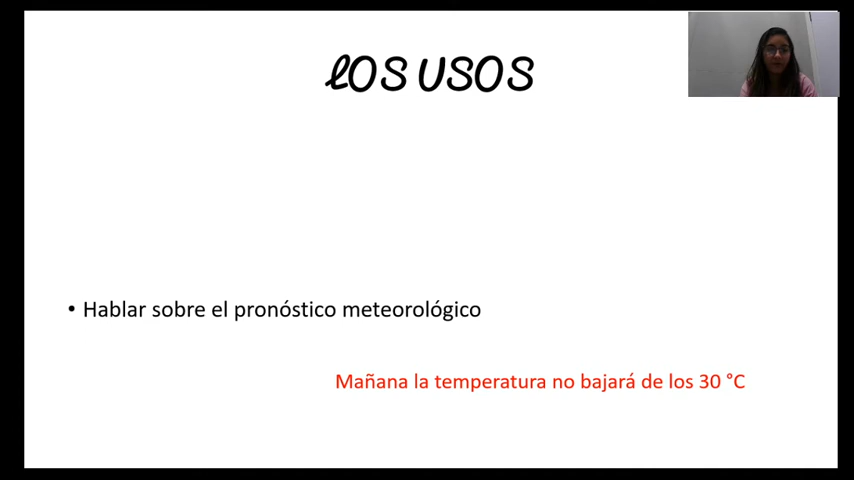 los usos
• Hablar sobre el pronóstico meteorológico
Mañana la temperatura no bajará de los 30 °C